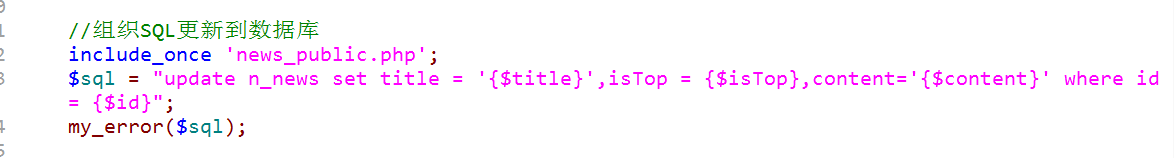 //组织SQL更新到数据库
include_once 'news_public.php';
$sql = "update n_news set title = '{$title}',isTop = {$isTop},content='{$content}' where id
= {$id}";
my_error($sql);